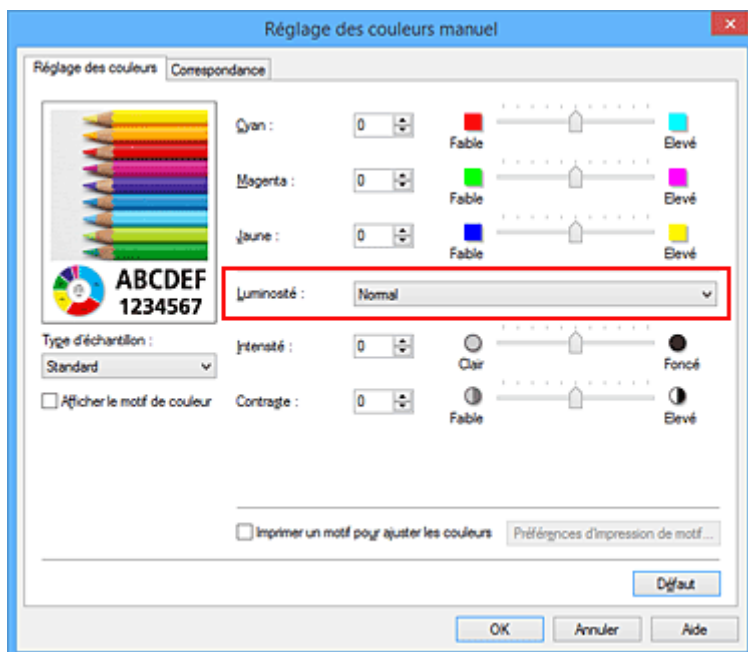 Réglage des couleurs manuel
Réglage des couleurs
Correspondance
ABCDEF
1234567
Type d'échantillon :
Standard
Afficher le motif de couleur
Cyan :
0
Fable
Elevé
Magenta :
0
Fable
Elevé
Jaune :
0
Fable
Elevé
Luminosité :
Normal
Intensité :
0
Clair
Foncé
Contraste :
0
Fable
Elevé
Imprimer un motif pour ajuster les couleurs
Préférences d'impression de motif...
Défaut
OK
Annuler
Aide